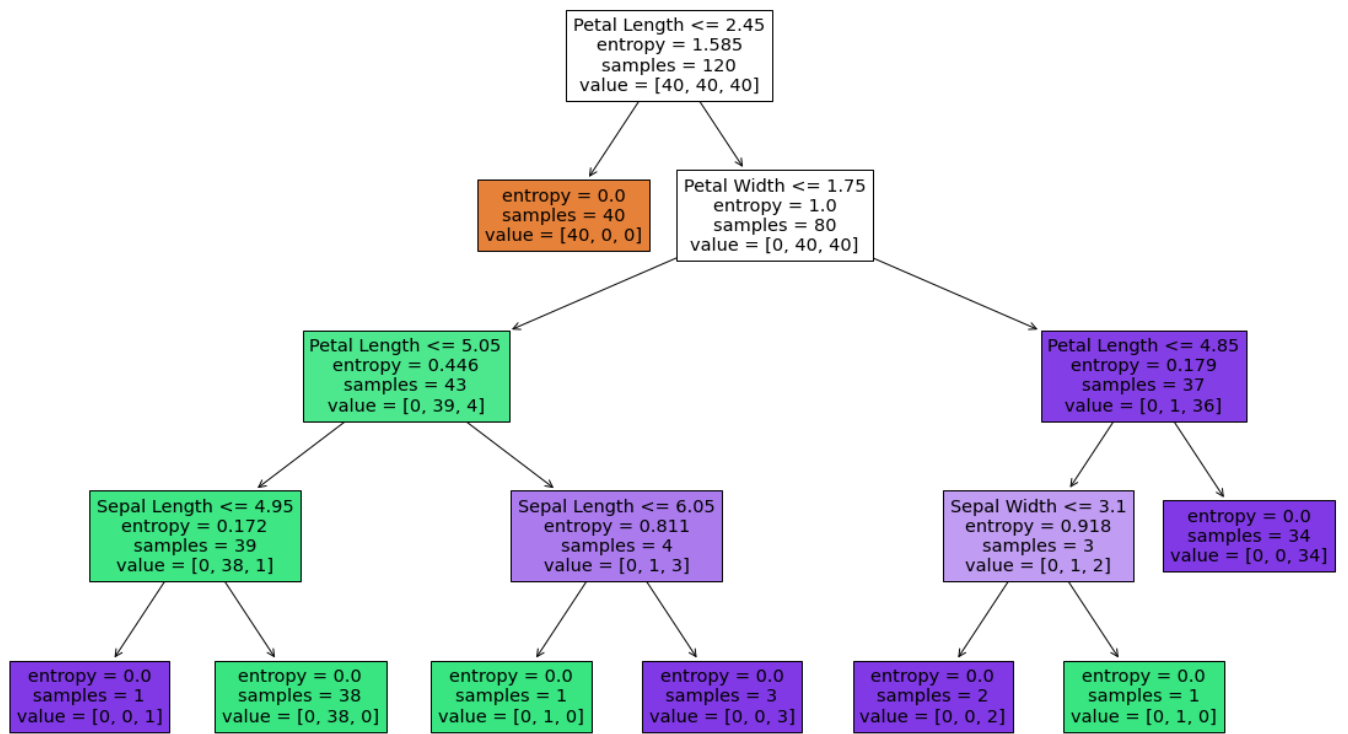 Petal Length <= 2.45
entropy = 1.585
samples = 120
value = [40, 40, 40]
entropy = 0.0
samples = 40
value = [40, 0, 0]
Petal Width <= 1.75
entropy = 1.0
samples = 80
value = [0, 40, 40]
Petal Length <= 5.05
entropy = 0.446
samples = 43
value = [0, 39, 4]
Petal Length <= 4.85
entropy = 0.179
samples = 37
value = [0, 1, 36]
Sepal Length <= 4.95
entropy = 0.172
samples = 39
value = [0, 38, 1]
Sepal Length <= 6.05
entropy = 0.811
samples = 4
value = [0, 1, 3]
Sepal Width <= 3.1
entropy = 0.918
samples = 3
value = [0, 1, 2]
entropy = 0.0
samples = 34
value = [0, 0, 34]
entropy = 0.0
samples = 1
value = [0, 0, 1]
entropy = 0.0
samples = 38
value = [0, 38, 0]
entropy = 0.0
samples = 1
value = [0, 1, 0]
entropy = 0.0
samples = 3
value = [0, 0, 3]
entropy = 0.0
samples = 2
value = [0, 0, 2]
entropy = 0.0
samples = 1
value = [0, 1, 0]